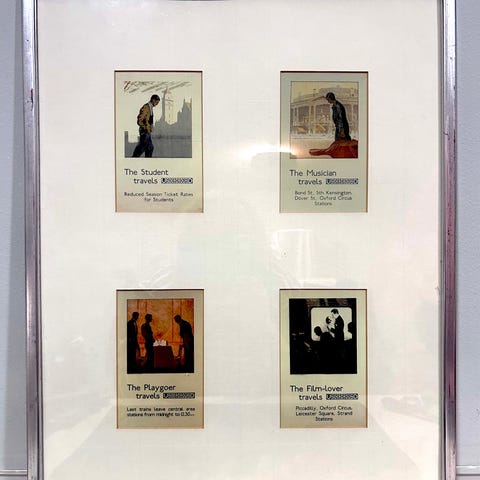 The Student
travels UNDERGROUND
Reduced Season Ticket Rates
for Students
The Musician
travels UNDERGROUND
Bond St, Sth Kensington,
Dover St, Oxford Circus
Stations
The Playgoer
travels UNDERGROUND
Last trains leave central area
stations from midnight to 12.30
The Film-lover
travels UNDERGROUND
Piccadilly, Oxford Circus,
Leicester Square, Strand
Stations